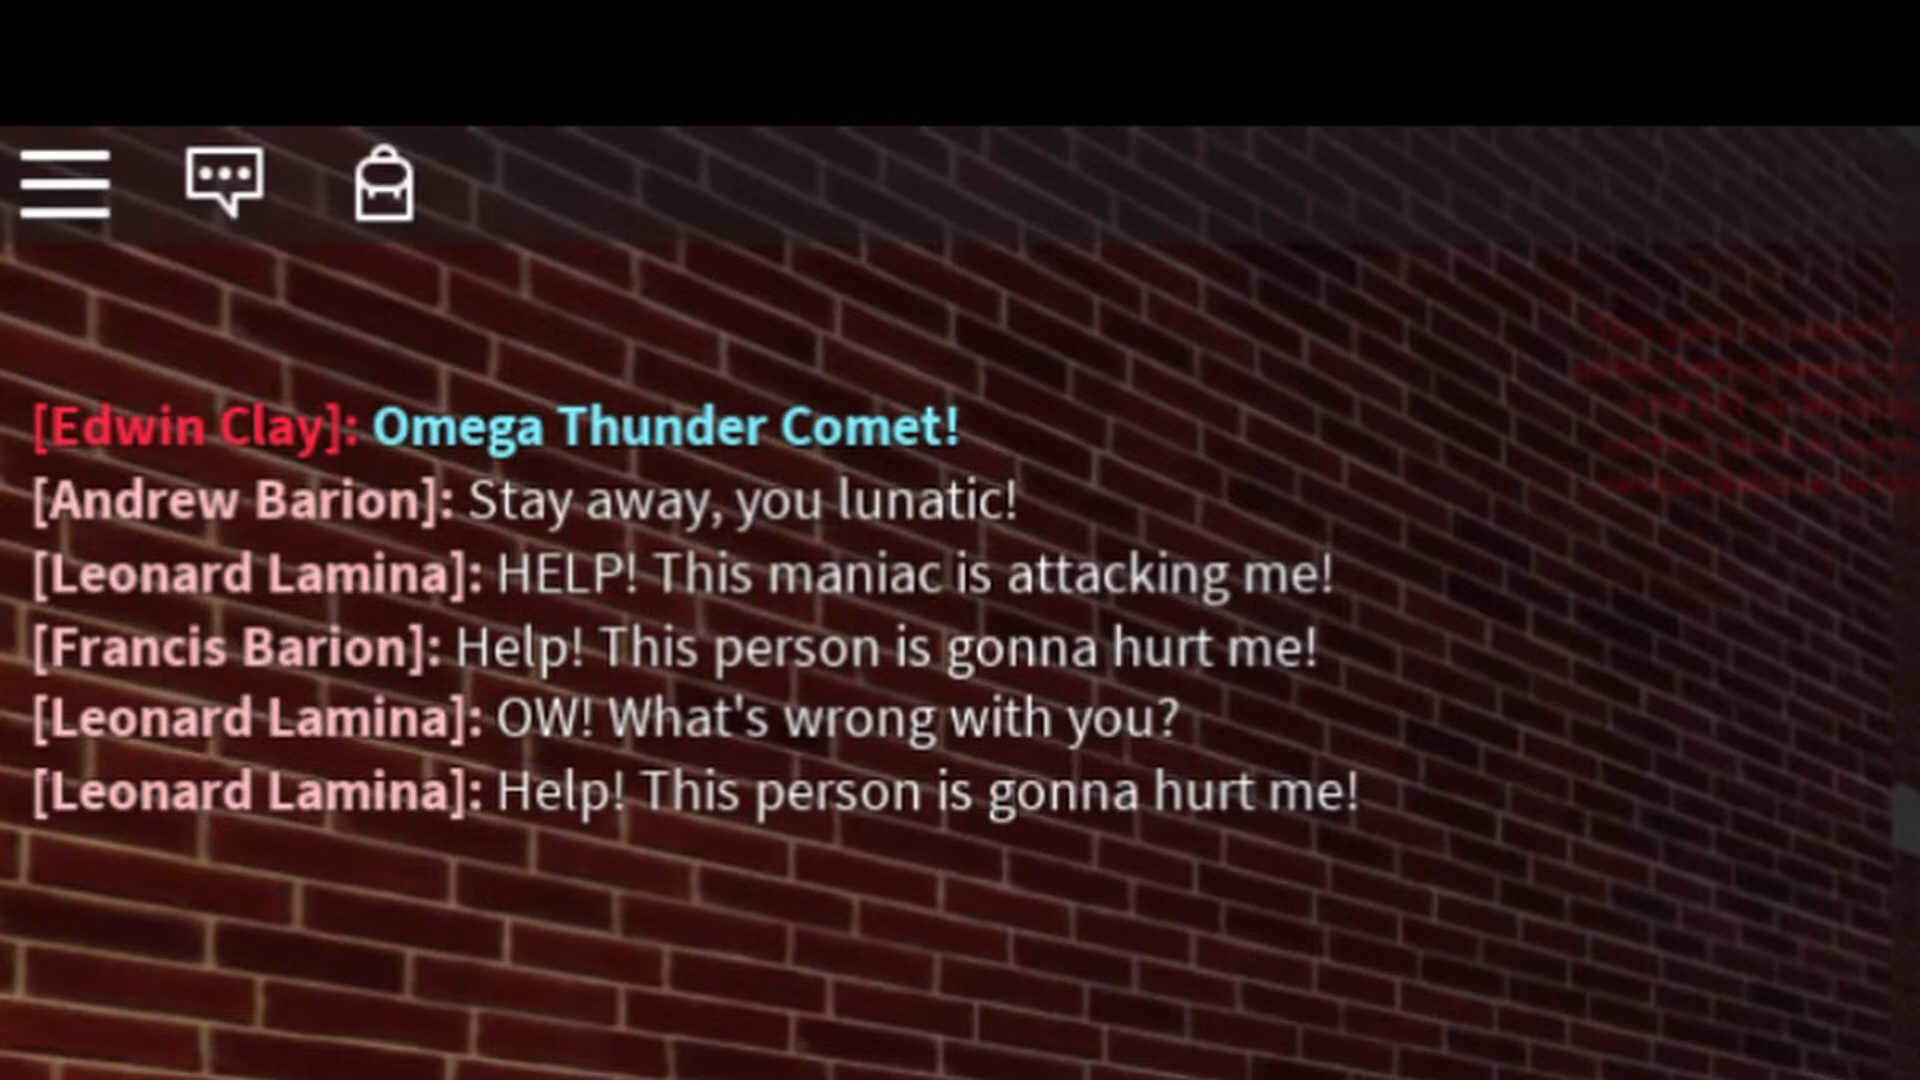 [Edwin Clay]: Omega Thunder Comet!
[Andrew Barion]: Stay away, you lunatic!
[Leonard Lamina]: HELP! This maniac is attacking me!
[Francis Barion]: Help! This person is gonna hurt me!
[Leonard Lamina]: OW! What's wrong with you?
[Leonard Lamina]: Help! This person is gonna hurt me!